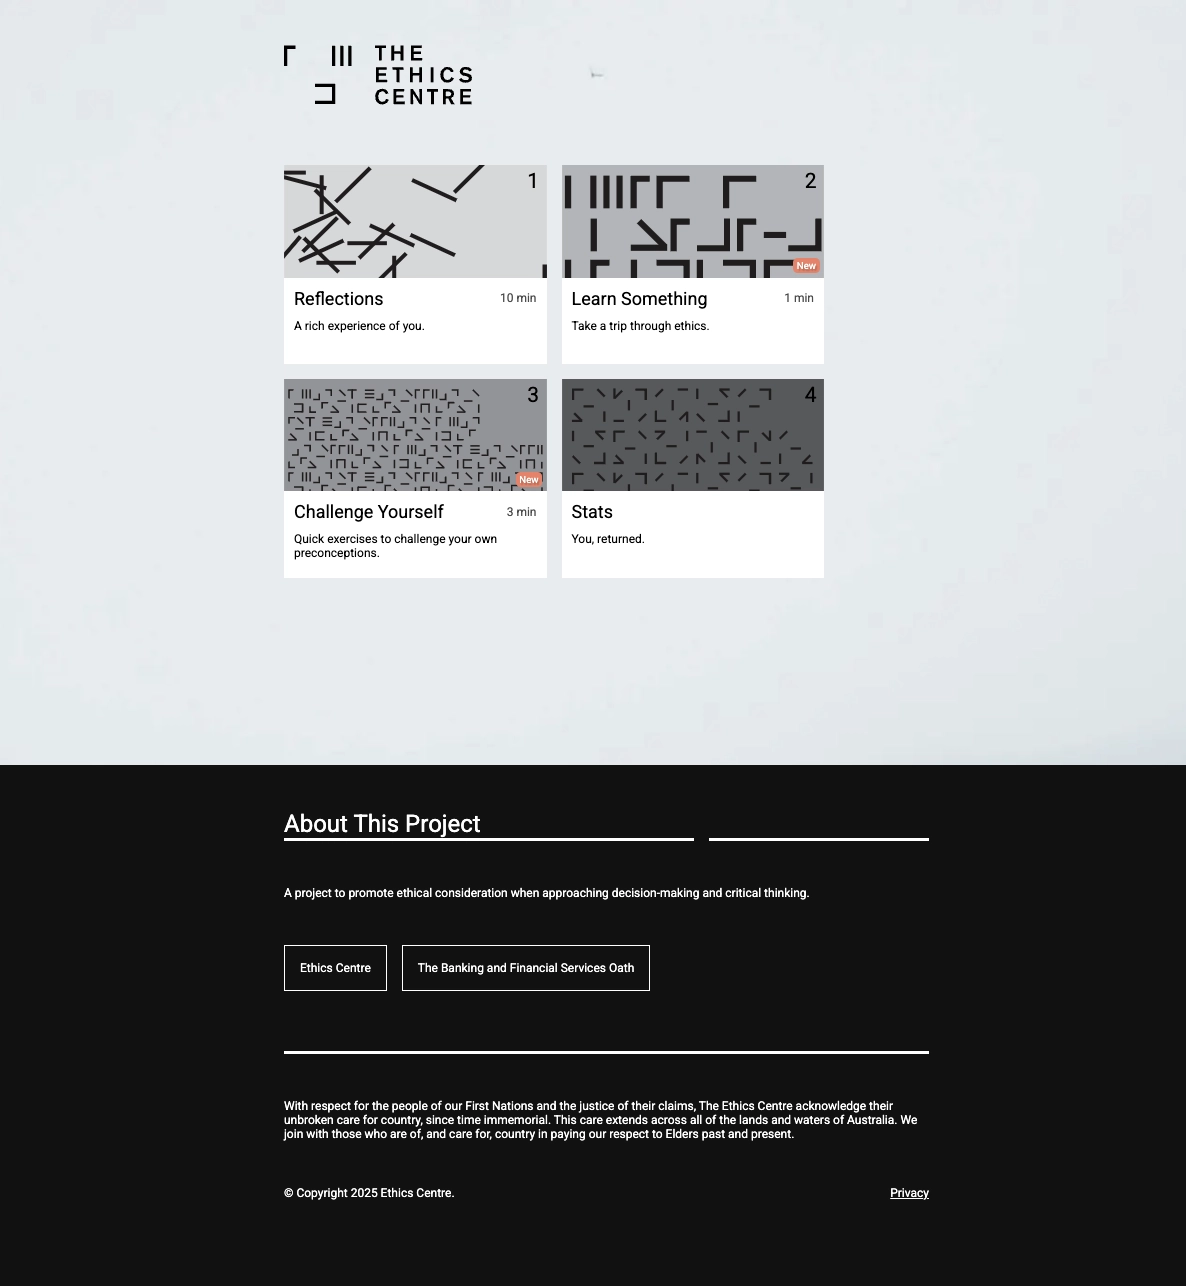 THE
ETHICS
CENTRE
1
Reflections 10 min
A rich experience of you.
2
New
Learn Something 1 min
Take a trip through ethics.
3
New
Challenge Yourself 3 min
Quick exercises to challenge your own
preconceptions.
4
Stats
You, returned.
About This Project
A project to promote ethical consideration when approaching decision-making and critical thinking.
Ethics Centre
The Banking and Financial Services Oath
With respect for the people of our First Nations and the justice of their claims, The Ethics Centre acknowledge their
unbroken care for country, since time immemorial. This care extends across all of the lands and waters of Australia. We
join with those who are of, and care for, country in paying our respect to Elders past and present.
© Copyright 2025 Ethics Centre. Privacy